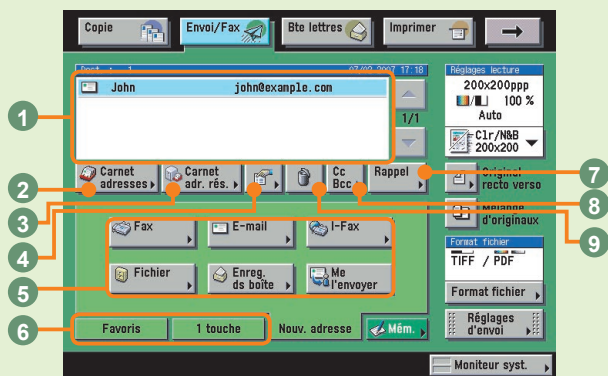 Copie
Envoi/Fax
Bte lettres
Imprimer
07/02 2007 17:18
John john@example.com
1/1
Réglages lecture
200x200ppp
100 %
Auto
Clr/N&B
200x200
Original
recto verso
Mélange
d'originaux
Carnet
adresses
Carnet
adr. rés.
Cc
Bcc
Rappel
Fax
E-mail
I-Fax
Fichier
Enreg.
ds boîte
Me
l'envoyer
Format fichier
TIFF / PDF
Format fichier
Réglages
d'envoi
Favoris
1 touche
Nouv. adresse
Mém.
Moniteur syst.
1
2
3
4
5
6
7
8
9